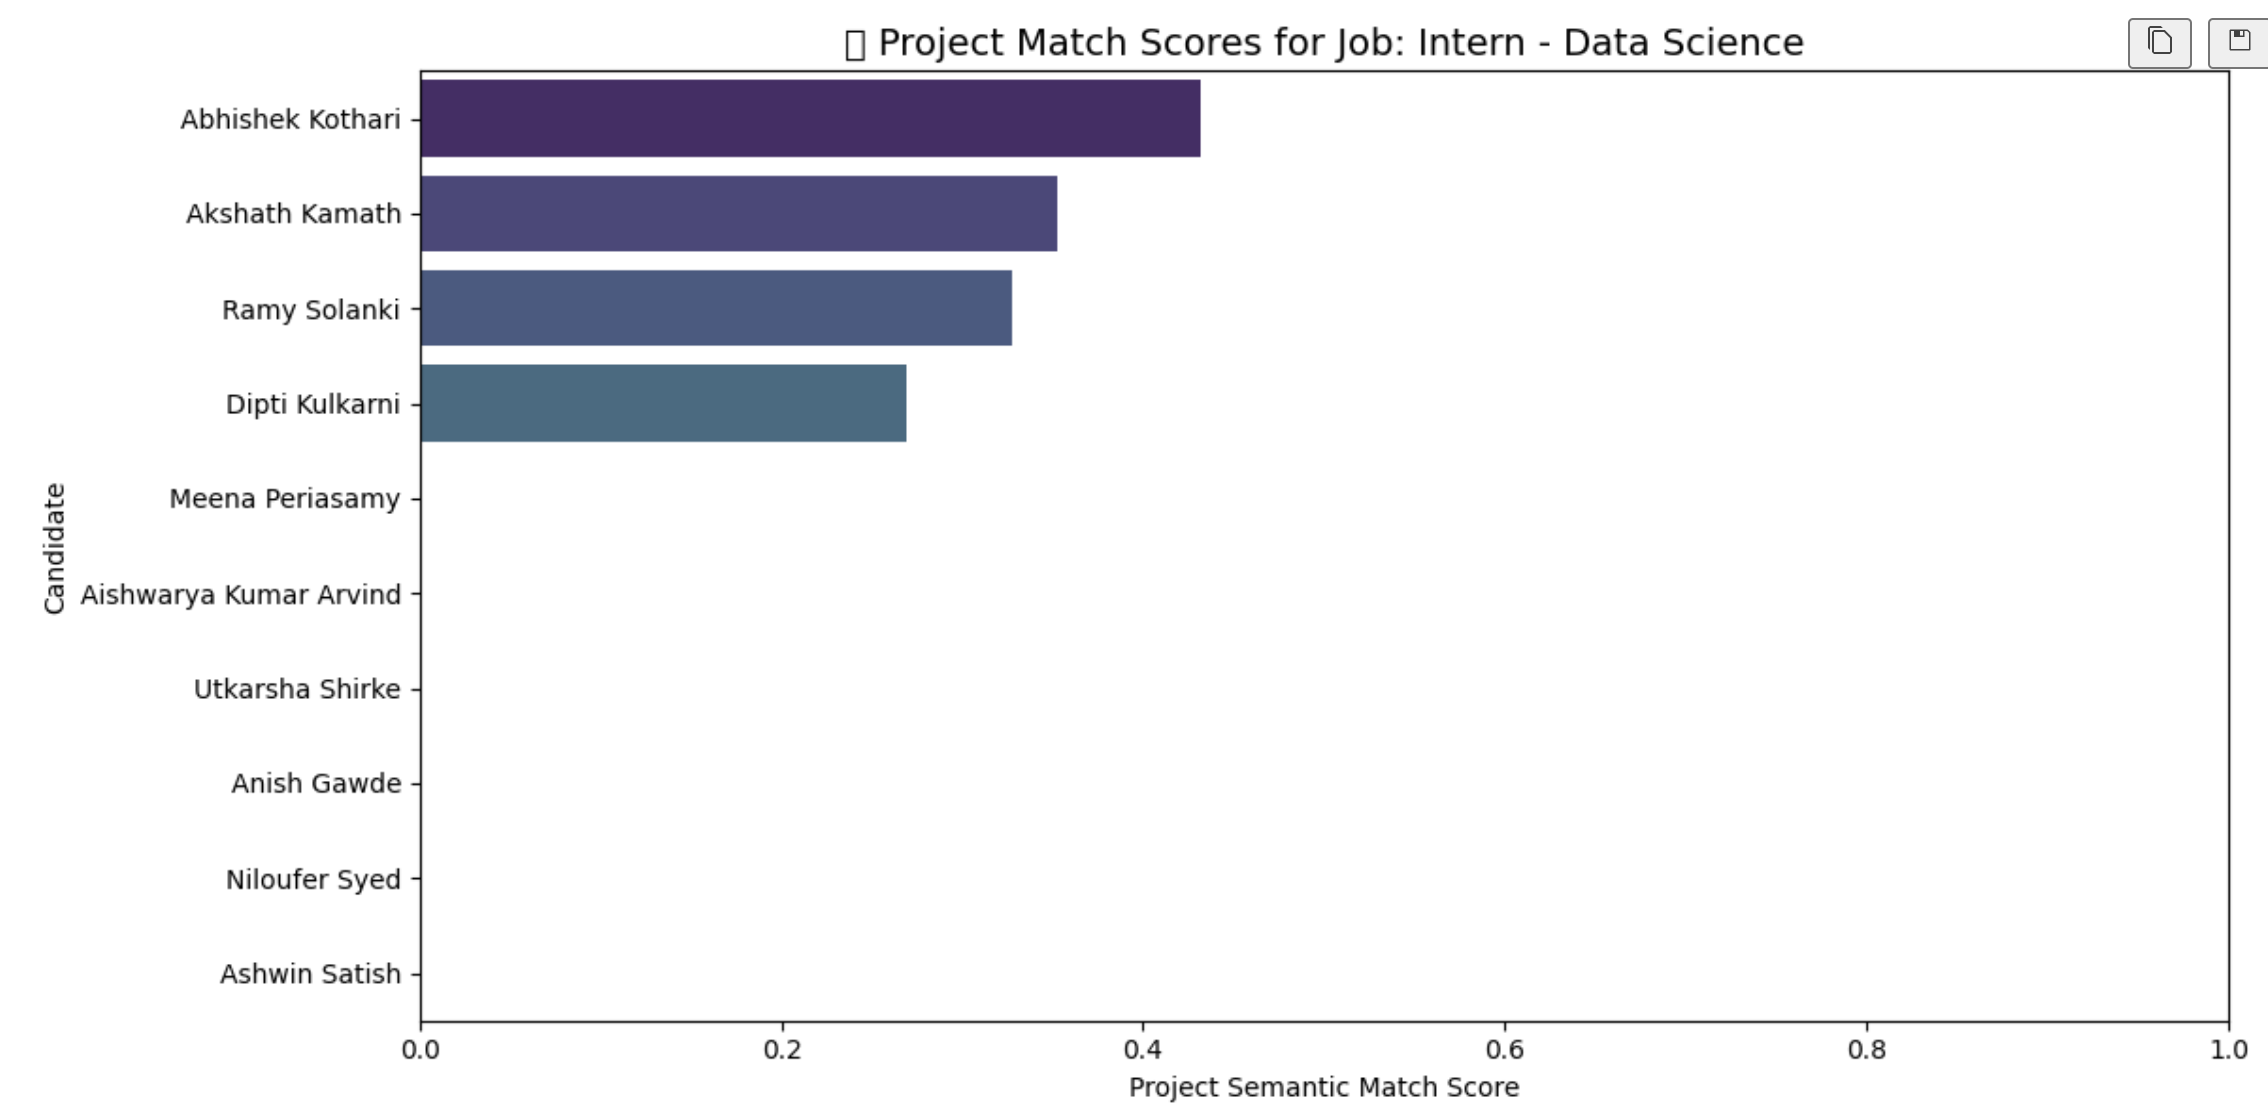 ▯ Project Match Scores for Job: Intern - Data Science
Abhishek Kothari
Akshath Kamath
Ramy Solanki
Dipti Kulkarni
Meena Periasamy
Aishwarya Kumar Arvind
Utkarsha Shirke
Anish Gawde
Niloufer Syed
Ashwin Satish
Candidate
0.0 0.2 0.4 0.6 0.8 1.0
Project Semantic Match Score